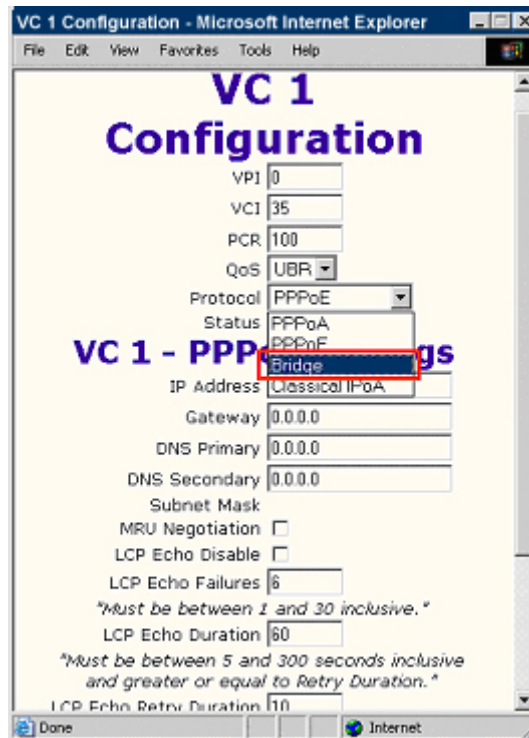 VC 1 Configuration - Microsoft Internet Explorer
File Edit View Favorites Tools Help
VC 1
Configuration
VPI 0
VCI 35
PCR 100
QoS UBR
Protocol PPPoE
Status PPPoA
PPPoE
VC 1 - PPP gs
Bridge
IP Address Classical IPoA
Gateway 0.0.0.0
DNS Primary 0.0.0.0
DNS Secondary 0.0.0.0
Subnet Mask
MRU Negotiation
LCP Echo Disable
LCP Echo Failures 6
"Must be between 1 and 30 inclusive."
LCP Echo Duration 60
"Must be between 5 and 300 seconds inclusive
and greater or equal to Retry Duration."
LCP Echo Retry Duration 10
Done Internet